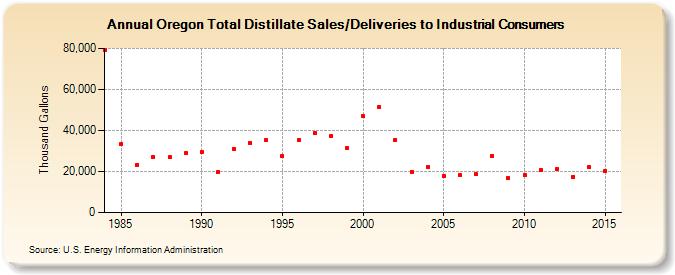 Annual Oregon Total Distillate Sales/Deliveries to Industrial Consumers
Thousand Gallons
80,000
60,000
40,000
20,000
0
1985 1990 1995 2000 2005 2010 2015
Source: U.S. Energy Information Administration